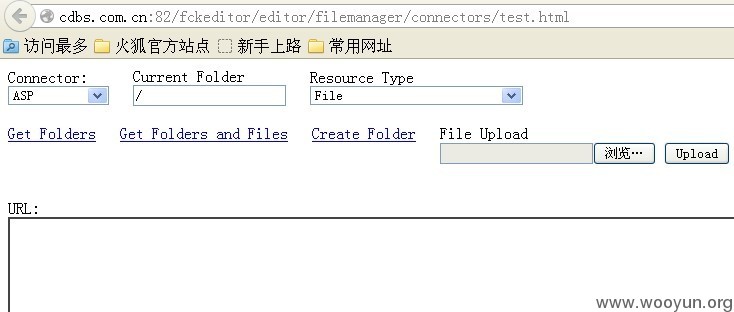 cdbs.com.cn:82/fckeditor/editor/filemanager/connectors/test.html
访问最多 火狐官方站点 新手上路 常用网址
Connector: Current Folder Resource Type
ASP / File
Get Folders Get Folders and Files Create Folder File Upload
浏览… Upload
URL:
www.wooyun.org